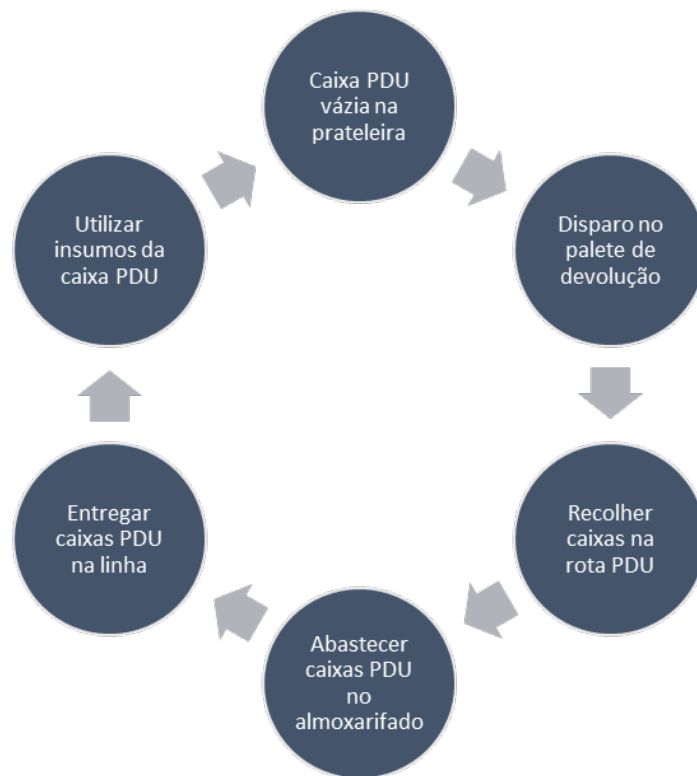 Caixa PDU
vázia na
prateleira
Disparo no
palete de
devolução
Recolher
caixas na
rota PDU
Abastecer
caixas PDU
no
almoxarifado
Entregar
caixas PDU
na linha
Utilizar
insumos da
caixa PDU